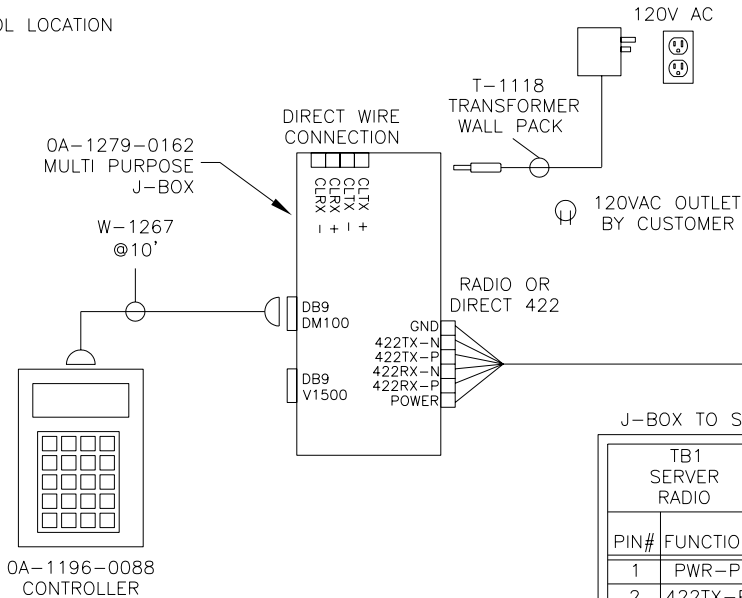 OL LOCATION
120V AC
T-1118
TRANSFORMER
WALL PACK
DIRECT WIRE
CONNECTION
0A-1279-0162
MULTI PURPOSE
J-BOX
CLRX
CLRX
CLTX
CLTX
- + - +
120VAC OUTLET
BY CUSTOMER
W-1267
@10'
RADIO OR
DIRECT 422
DB9
DM100
GND
422TX-N
422TX-P
422RX-N
422RX-P
POWER
DB9
V1500
J-BOX TO S
TB1
SERVER
RADIO
PIN# FUNCTIO
1 PWR-P
2 422TX-P
0A-1196-0088
CONTROLLER